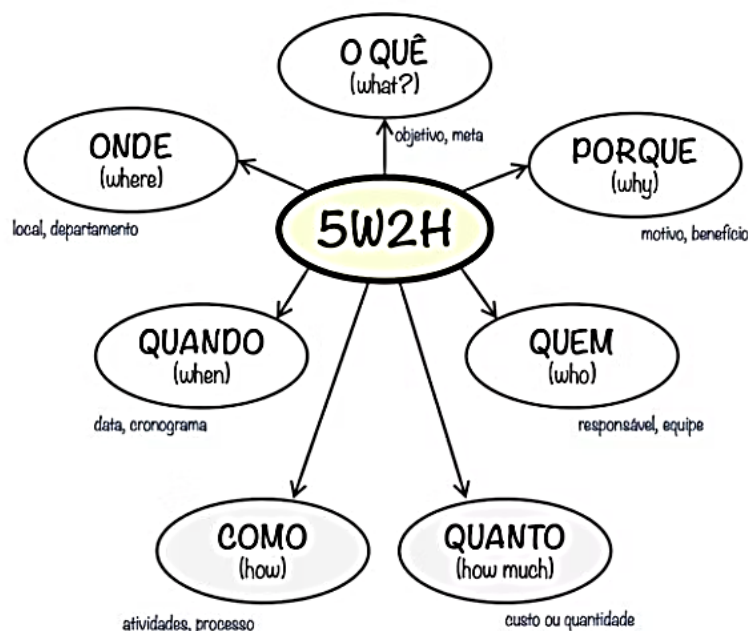 O QUÊ
(what?)
objetivo, meta
ONDE
(where)
local, departamento
PORQUE
(why)
motivo, benefício
5W2H
QUANDO
(when)
data, cronograma
QUEM
(who)
responsável, equipe
COMO
(how)
atividades, processo
QUANTO
(how much)
custo ou quantidade